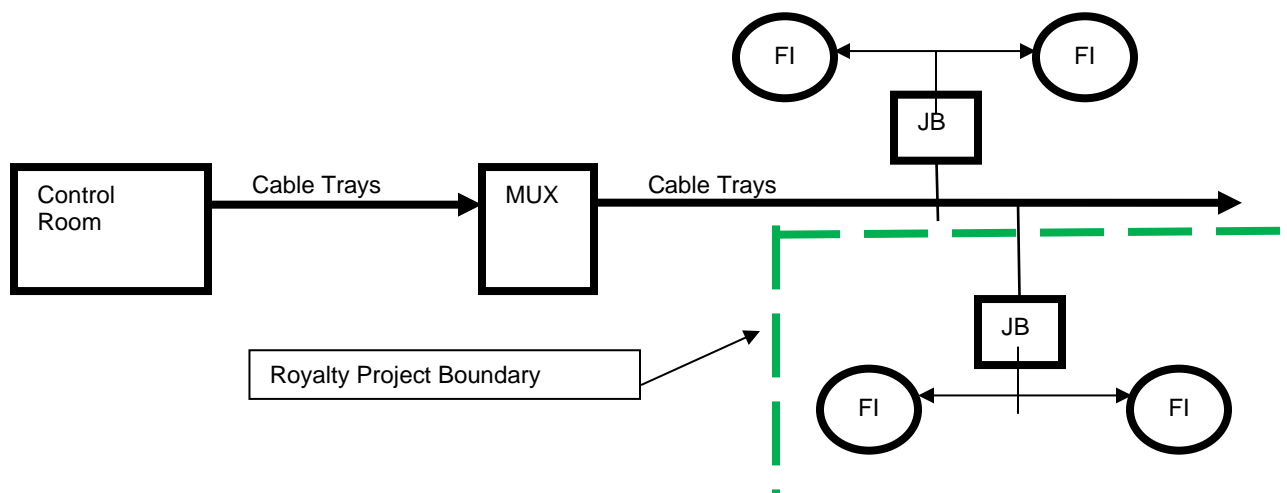 FI
FI
JB
Control
Room
Cable Trays
MUX
Cable Trays
Royalty Project Boundary
JB
FI
FI